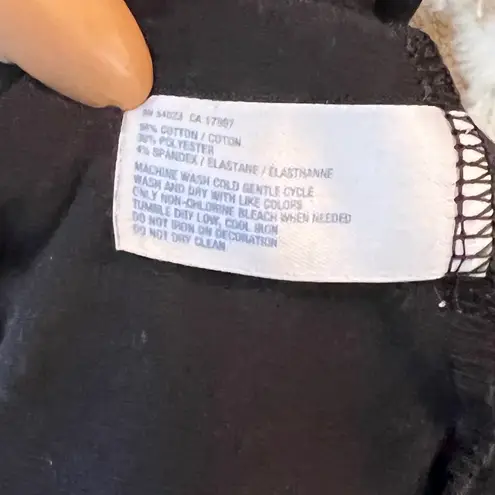 RN 54023 CA 17897
COTTON / COTON
POLYESTER
4% SPANDEX / ELASTANE / ÉLASTHANNE
MACHINE WASH COLD GENTLE CYCLE
WASH AND DRY WITH LIKE COLORS
ONLY NON-CHLORINE BLEACH WHEN NEEDED
TUMBLE DRY LOW, COOL IRON
DO NOT IRON ON DECORATION
DO NOT DRY CLEAN